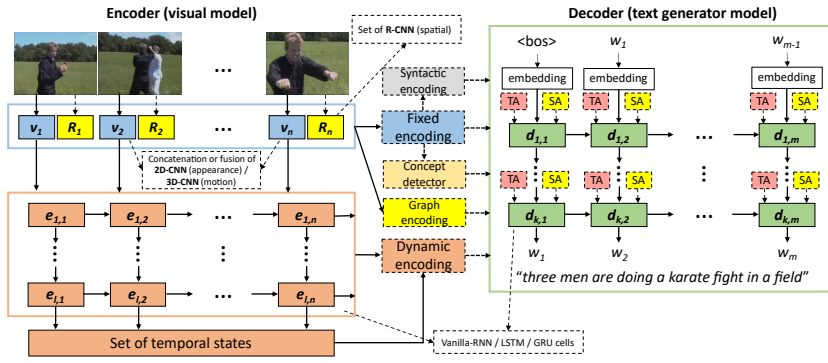 Encoder (visual model)
Decoder (text generator model)
Set of R-CNN (spatial)
...
v1 R1 v2 R2 ... vn Rn
Concatenation or fusion of
2D-CNN (appearance) /
3D-CNN (motion)
e1,1 e1,2 ... e1,n
el,1 el,2 ... el,n
Set of temporal states
Syntactic
encoding
Fixed
encoding
Concept
detector
Graph
encoding
Dynamic
encoding
<bos> w1 wm-1
embedding embedding embedding
TA SA TA SA TA SA
d1,1 d1,2 ... d1,m
TA SA TA SA TA SA
dk,1 dk,2 ... dk,m
w1 w2 wm
“three men are doing a karate fight in a field”
Vanilla-RNN / LSTM / GRU cells